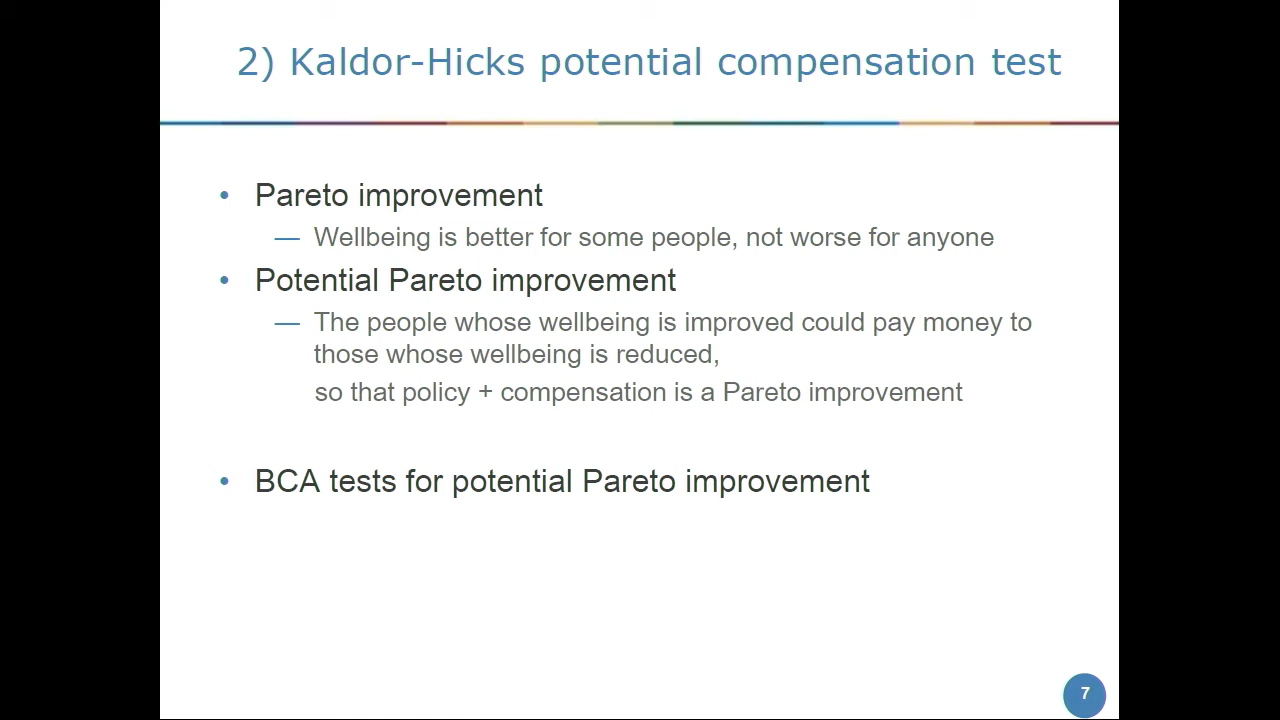 2) Kaldor-Hicks potential compensation test
• Pareto improvement
— Wellbeing is better for some people, not worse for anyone
• Potential Pareto improvement
— The people whose wellbeing is improved could pay money to
those whose wellbeing is reduced,
so that policy + compensation is a Pareto improvement
• BCA tests for potential Pareto improvement
7